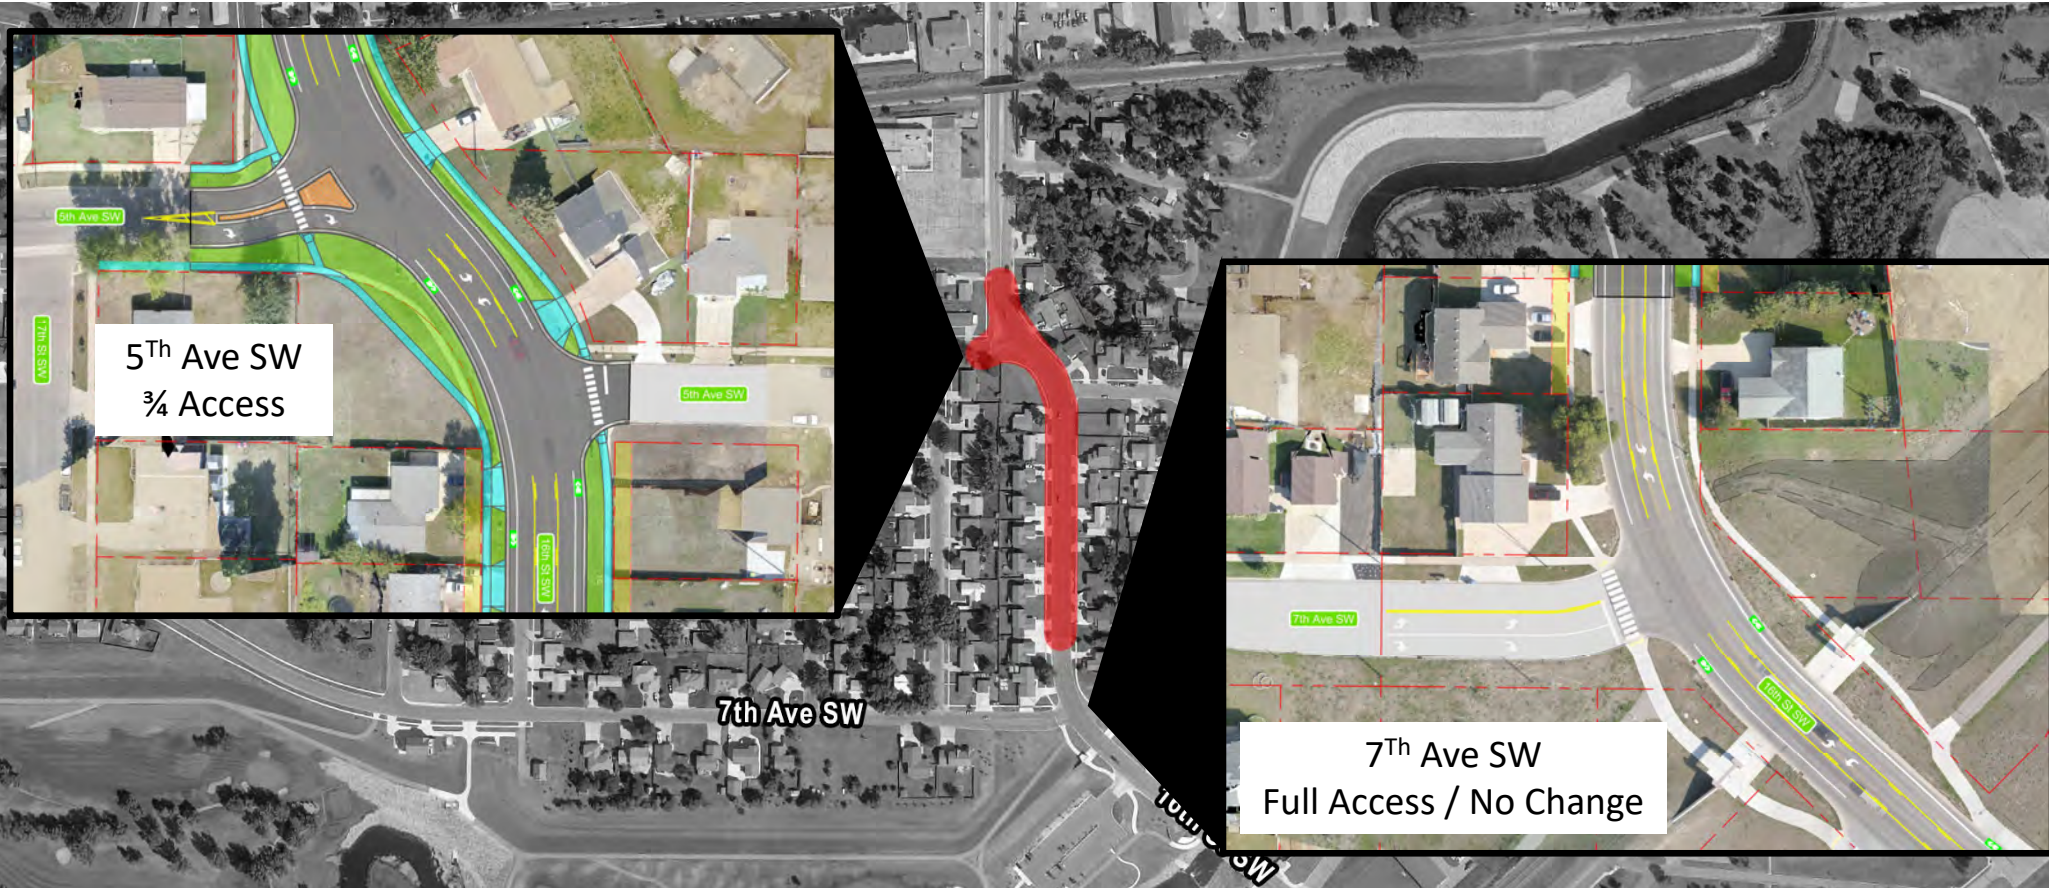 5th Ave SW
17th St SW
5Th Ave SW
¾ Access
5th Ave SW
16th St SW
7th Ave SW
7th Ave SW
16th St SW
7Th Ave SW
Full Access / No Change
SW